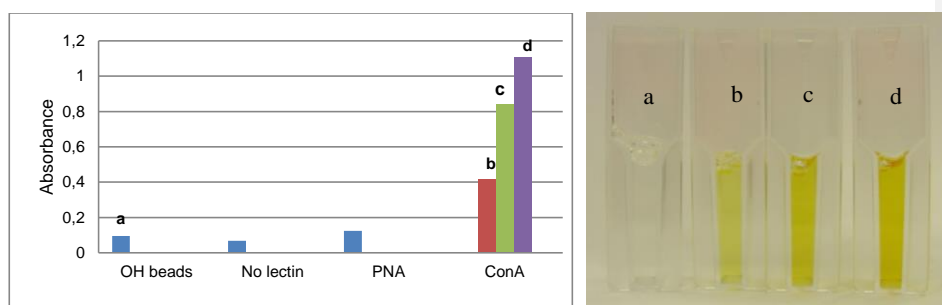 Absorbance
1,2
1
0,8
0,6
0,4
0,2
0
a
b
c
d
OH beads
No lectin
PNA
ConA
a
b
c
d